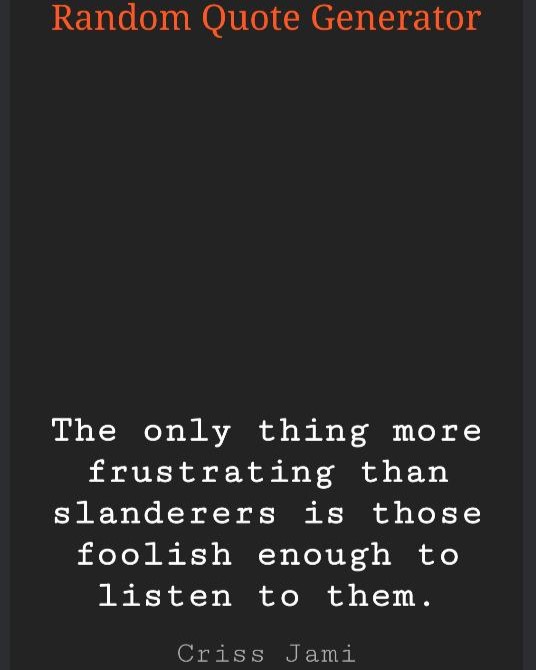 Random Quote Generator
The only thing more
frustrating than
slanderers is those
foolish enough to
listen to them.
Criss Jami